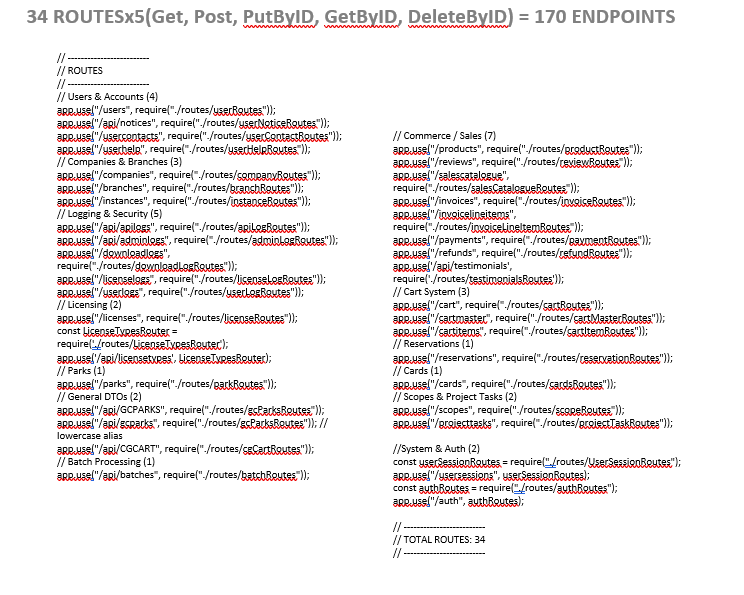 34 ROUTESx5(Get, Post, PutByID, GetByID, DeleteByID) = 170 ENDPOINTS
// -------------------------
// ROUTES
// -------------------------
// Users & Accounts (4)
app.use("/users", require("./routes/userRoutes"));
app.use("/api/notices", require("./routes/userNoticeRoutes"));
app.use("/usercontacts", require("./routes/userContactRoutes"));
app.use("/userhelp", require("./routes/userHelpRoutes"));
// Companies & Branches (3)
app.use("/companies", require("./routes/companyRoutes"));
app.use("/branches", require("./routes/branchRoutes"));
app.use("/instances", require("./routes/instanceRoutes"));
// Logging & Security (5)
app.use("/api/apilogs", require("./routes/apiLogRoutes"));
app.use("/api/adminlogs", require("./routes/adminLogRoutes"));
app.use("/downloadlogs",
require("./routes/downloadLogRoutes"));
app.use("/licenselogs", require("./routes/licenseLogRoutes"));
app.use("/userlogs", require("./routes/userLogRoutes"));
// Licensing (2)
app.use("/licenses", require("./routes/licenseRoutes"));
const LicenseTypesRouter =
require('./routes/LicenseTypesRouter');
app.use('/api/licensetypes', LicenseTypesRouter);
// Parks (1)
app.use("/parks", require("./routes/parkRoutes"));
// General DTOs (2)
app.use("/api/GCPARKS", require("./routes/gcParksRoutes"));
app.use("/api/gcparks", require("./routes/gcParksRoutes")); //
lowercase alias
app.use("/api/CGCART", require("./routes/cgCartRoutes"));
// Batch Processing (1)
app.use("/api/batches", require("./routes/batchRoutes"));
// Commerce / Sales (7)
app.use("/products", require("./routes/productRoutes"));
app.use("/reviews", require("./routes/reviewRoutes"));
app.use("/salescatalogue",
require("./routes/salesCatalogueRoutes"));
app.use("/invoices", require("./routes/invoiceRoutes"));
app.use("/invoicelineitems",
require("./routes/invoiceLineItemRoutes"));
app.use("/payments", require("./routes/paymentRoutes"));
app.use("/refunds", require("./routes/refundRoutes"));
app.use('/api/testimonials',
require('./routes/testimonialsRoutes'));
// Cart System (3)
app.use("/cart", require("./routes/cartRoutes"));
app.use("/cartmaster", require("./routes/cartMasterRoutes"));
app.use("/cartitems", require("./routes/cartItemRoutes"));
// Reservations (1)
app.use("/reservations", require("./routes/reservationRoutes"));
// Cards (1)
app.use("/cards", require("./routes/cardsRoutes"));
// Scopes & Project Tasks (2)
app.use("/scopes", require("./routes/scopeRoutes"));
app.use("/projecttasks", require("./routes/projectTaskRoutes"));
//System & Auth (2)
const userSessionRoutes = require("./routes/UserSessionRoutes");
app.use("/usersessions", userSessionRoutes);
const authRoutes = require("./routes/authRoutes");
app.use("/auth", authRoutes);
// -------------------------
// TOTAL ROUTES: 34
// -------------------------